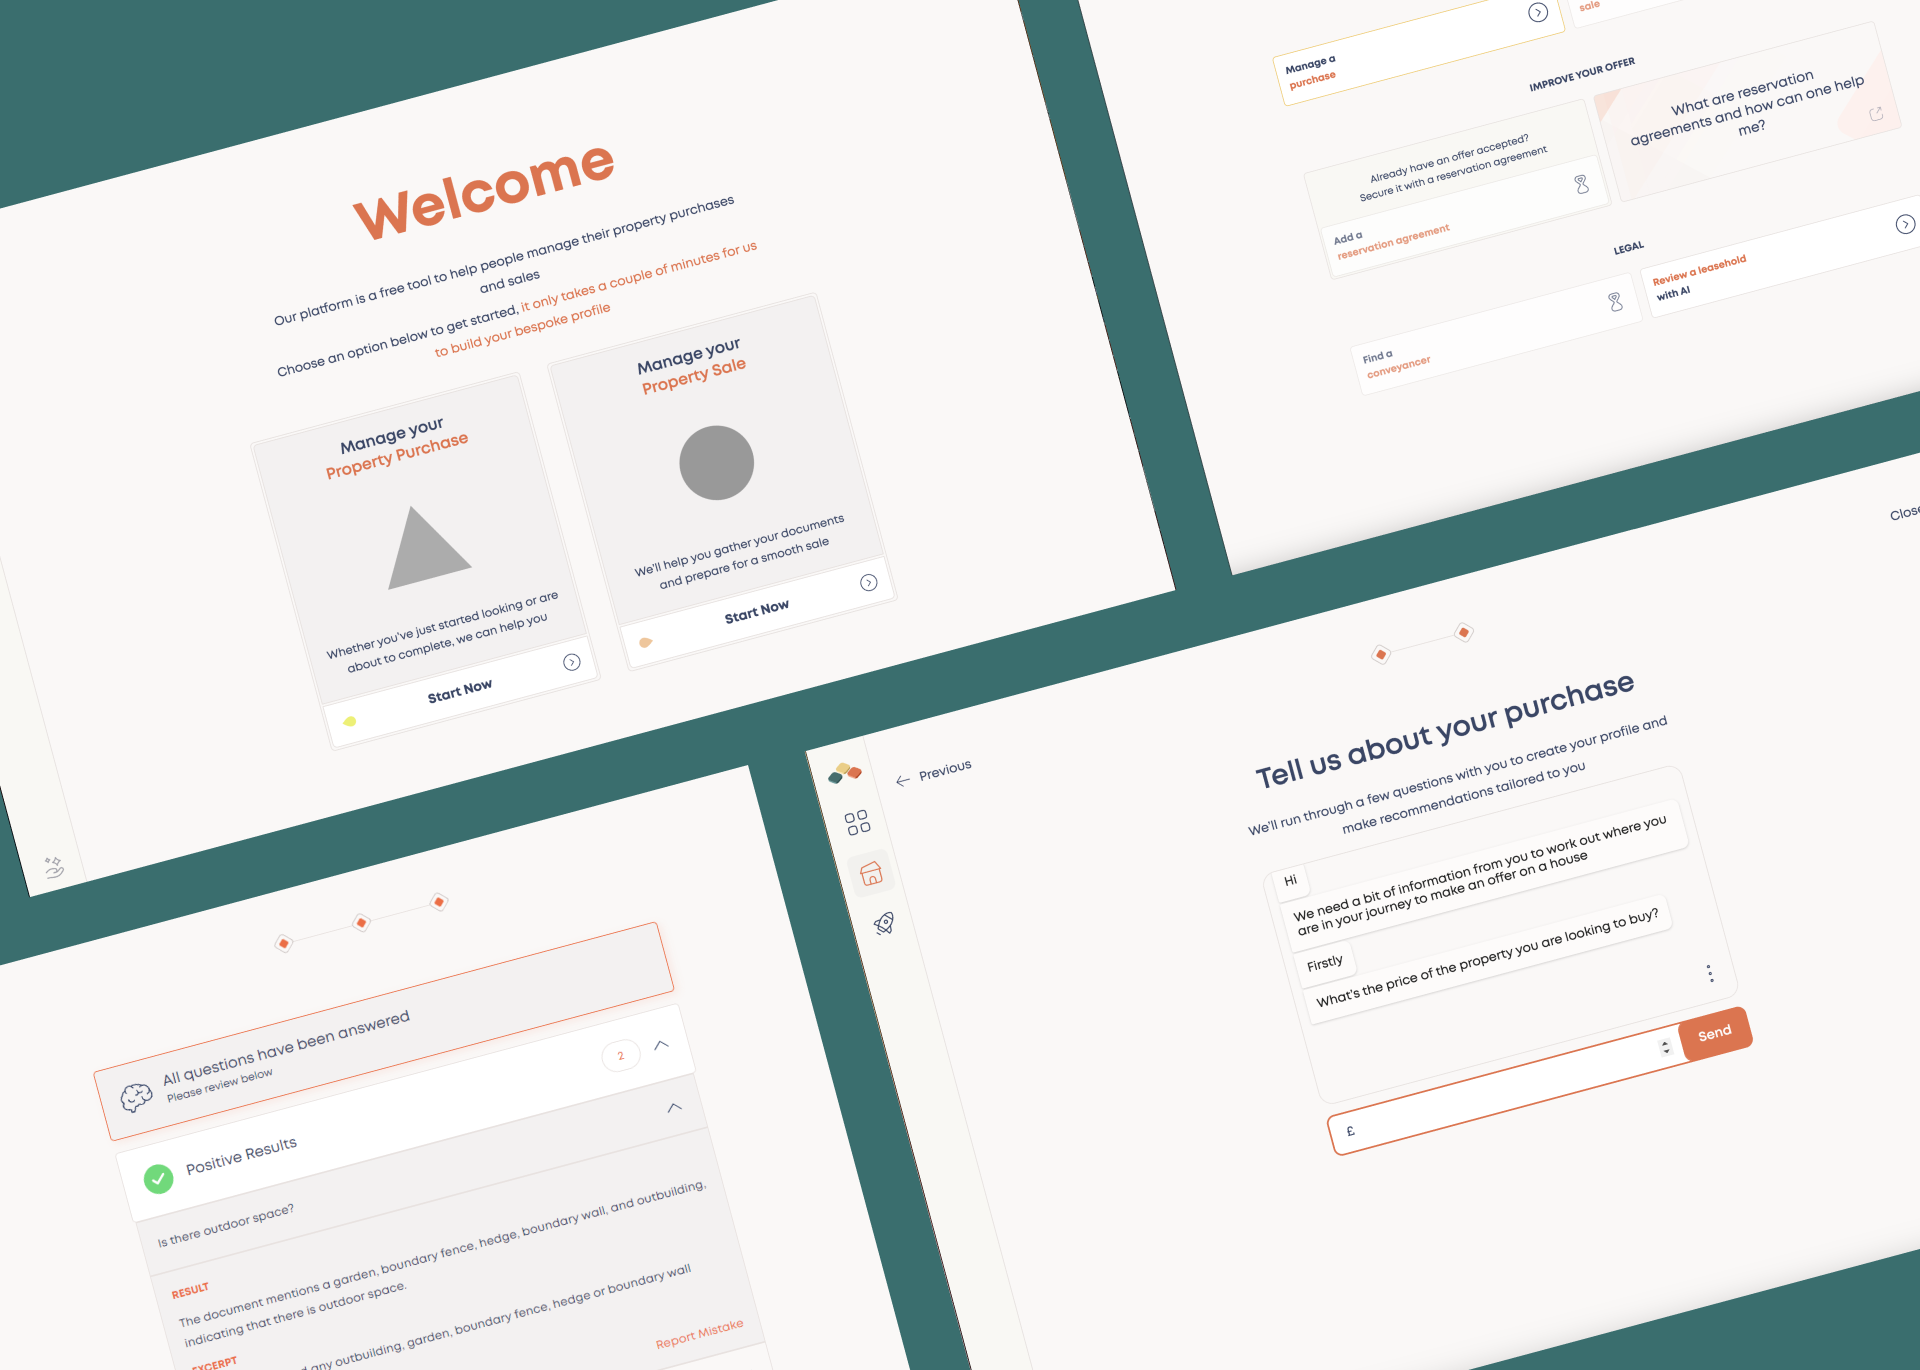 Welcome
Our platform is a free tool to help people manage their property purchases
and sales
Choose an option below to get started, it only takes a couple of minutes for us
to build your bespoke profile
Manage your
Property Purchase
Whether you've just started looking or are
about to complete, we can help you
Start Now
Manage your
Property Sale
We'll help you gather your documents
and prepare for a smooth sale
Start Now
Manage a
purchase
sale
IMPROVE YOUR OFFER
Already have an offer accepted?
Secure it with a reservation agreement
Add a
reservation agreement
What are reservation
agreements and how can one help
me?
LEGAL
Find a
conveyancer
Review a leasehold
with AI
All questions have been answered
Please review below
Positive Results
2
Is there outdoor space?
RESULT
The document mentions a garden, boundary fence, hedge, boundary wall, and outbuilding,
indicating that there is outdoor space.
EXCERPT
any outbuilding, garden, boundary fence, hedge or boundary wall
Report Mistake
Previous
Close
Tell us about your purchase
We'll run through a few questions with you to create your profile and
make recommendations tailored to you
Hi
We need a bit of information from you to work out where you
are in your journey to make an offer on a house
Firstly
What's the price of the property you are looking to buy?
£
Send